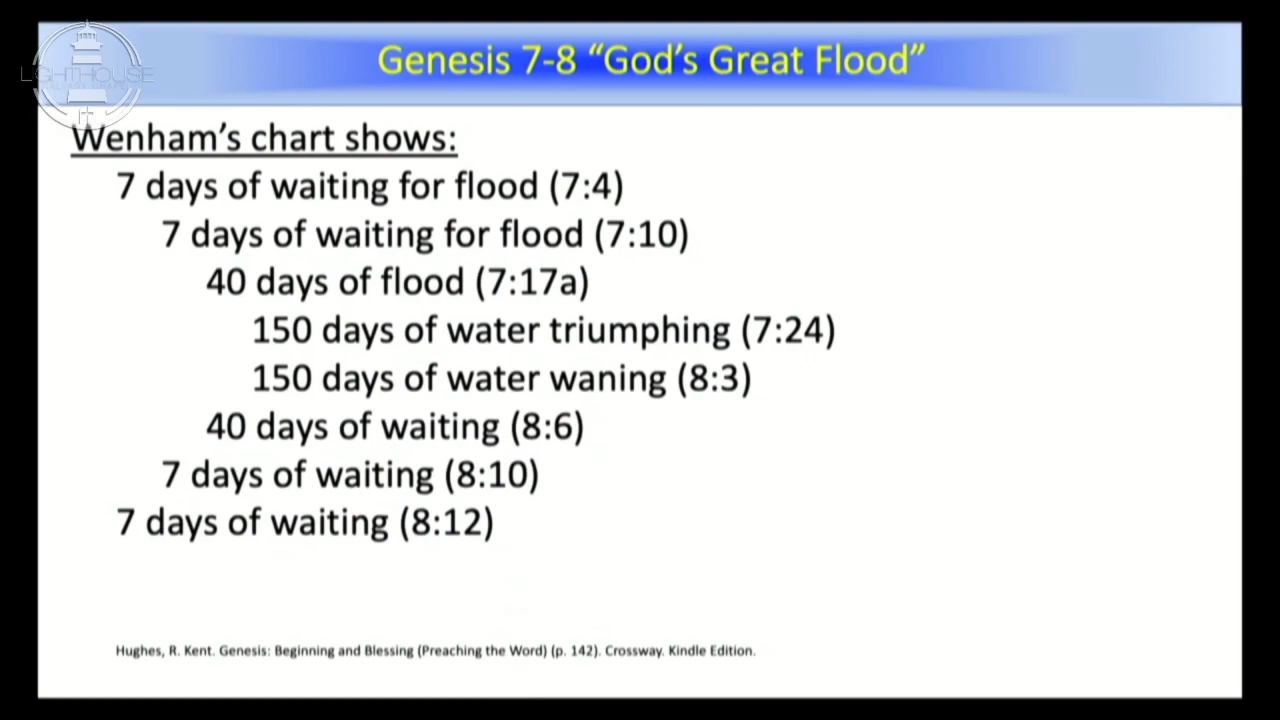 Genesis 7-8 “God’s Great Flood”
LIGHTHOUSE
Wenham’s chart shows:
7 days of waiting for flood (7:4)
7 days of waiting for flood (7:10)
40 days of flood (7:17a)
150 days of water triumphing (7:24)
150 days of water waning (8:3)
40 days of waiting (8:6)
7 days of waiting (8:10)
7 days of waiting (8:12)
Hughes, R. Kent. Genesis: Beginning and Blessing (Preaching the Word) (p. 142). Crossway. Kindle Edition.